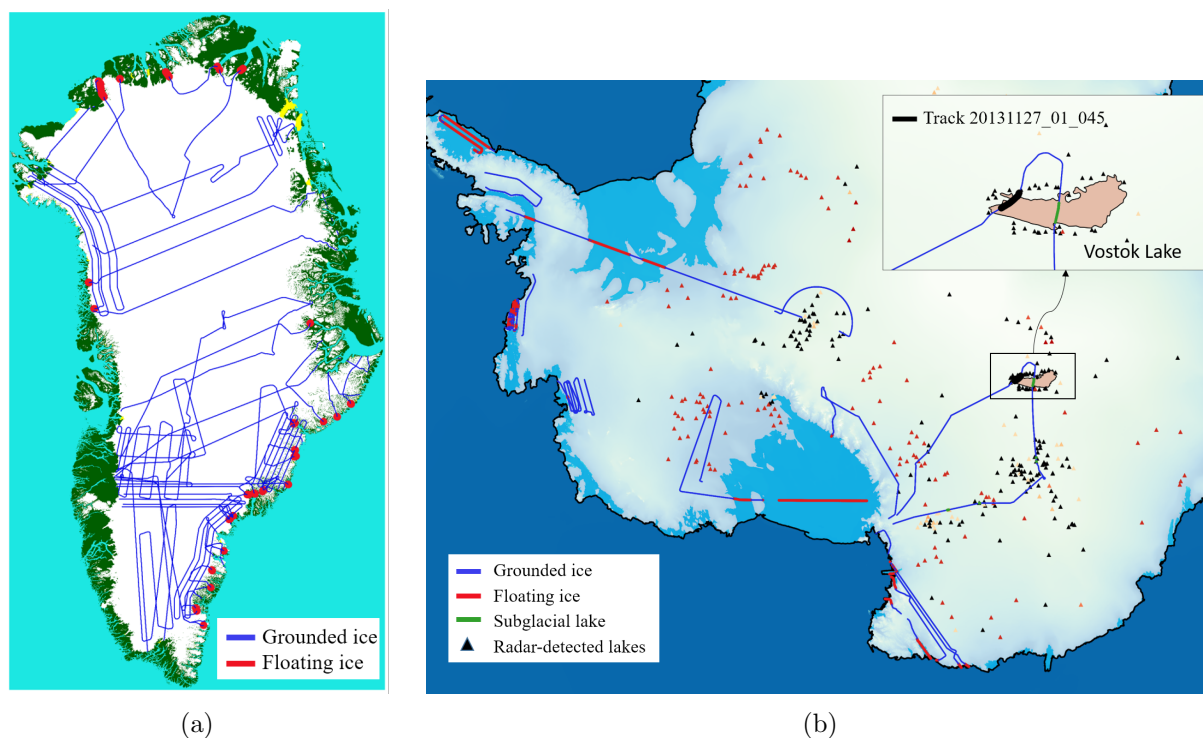 Grounded ice
Floating ice
(a)
Track 20131127_01_045
Vostok Lake
Grounded ice
Floating ice
Subglacial lake
Radar-detected lakes
(b)